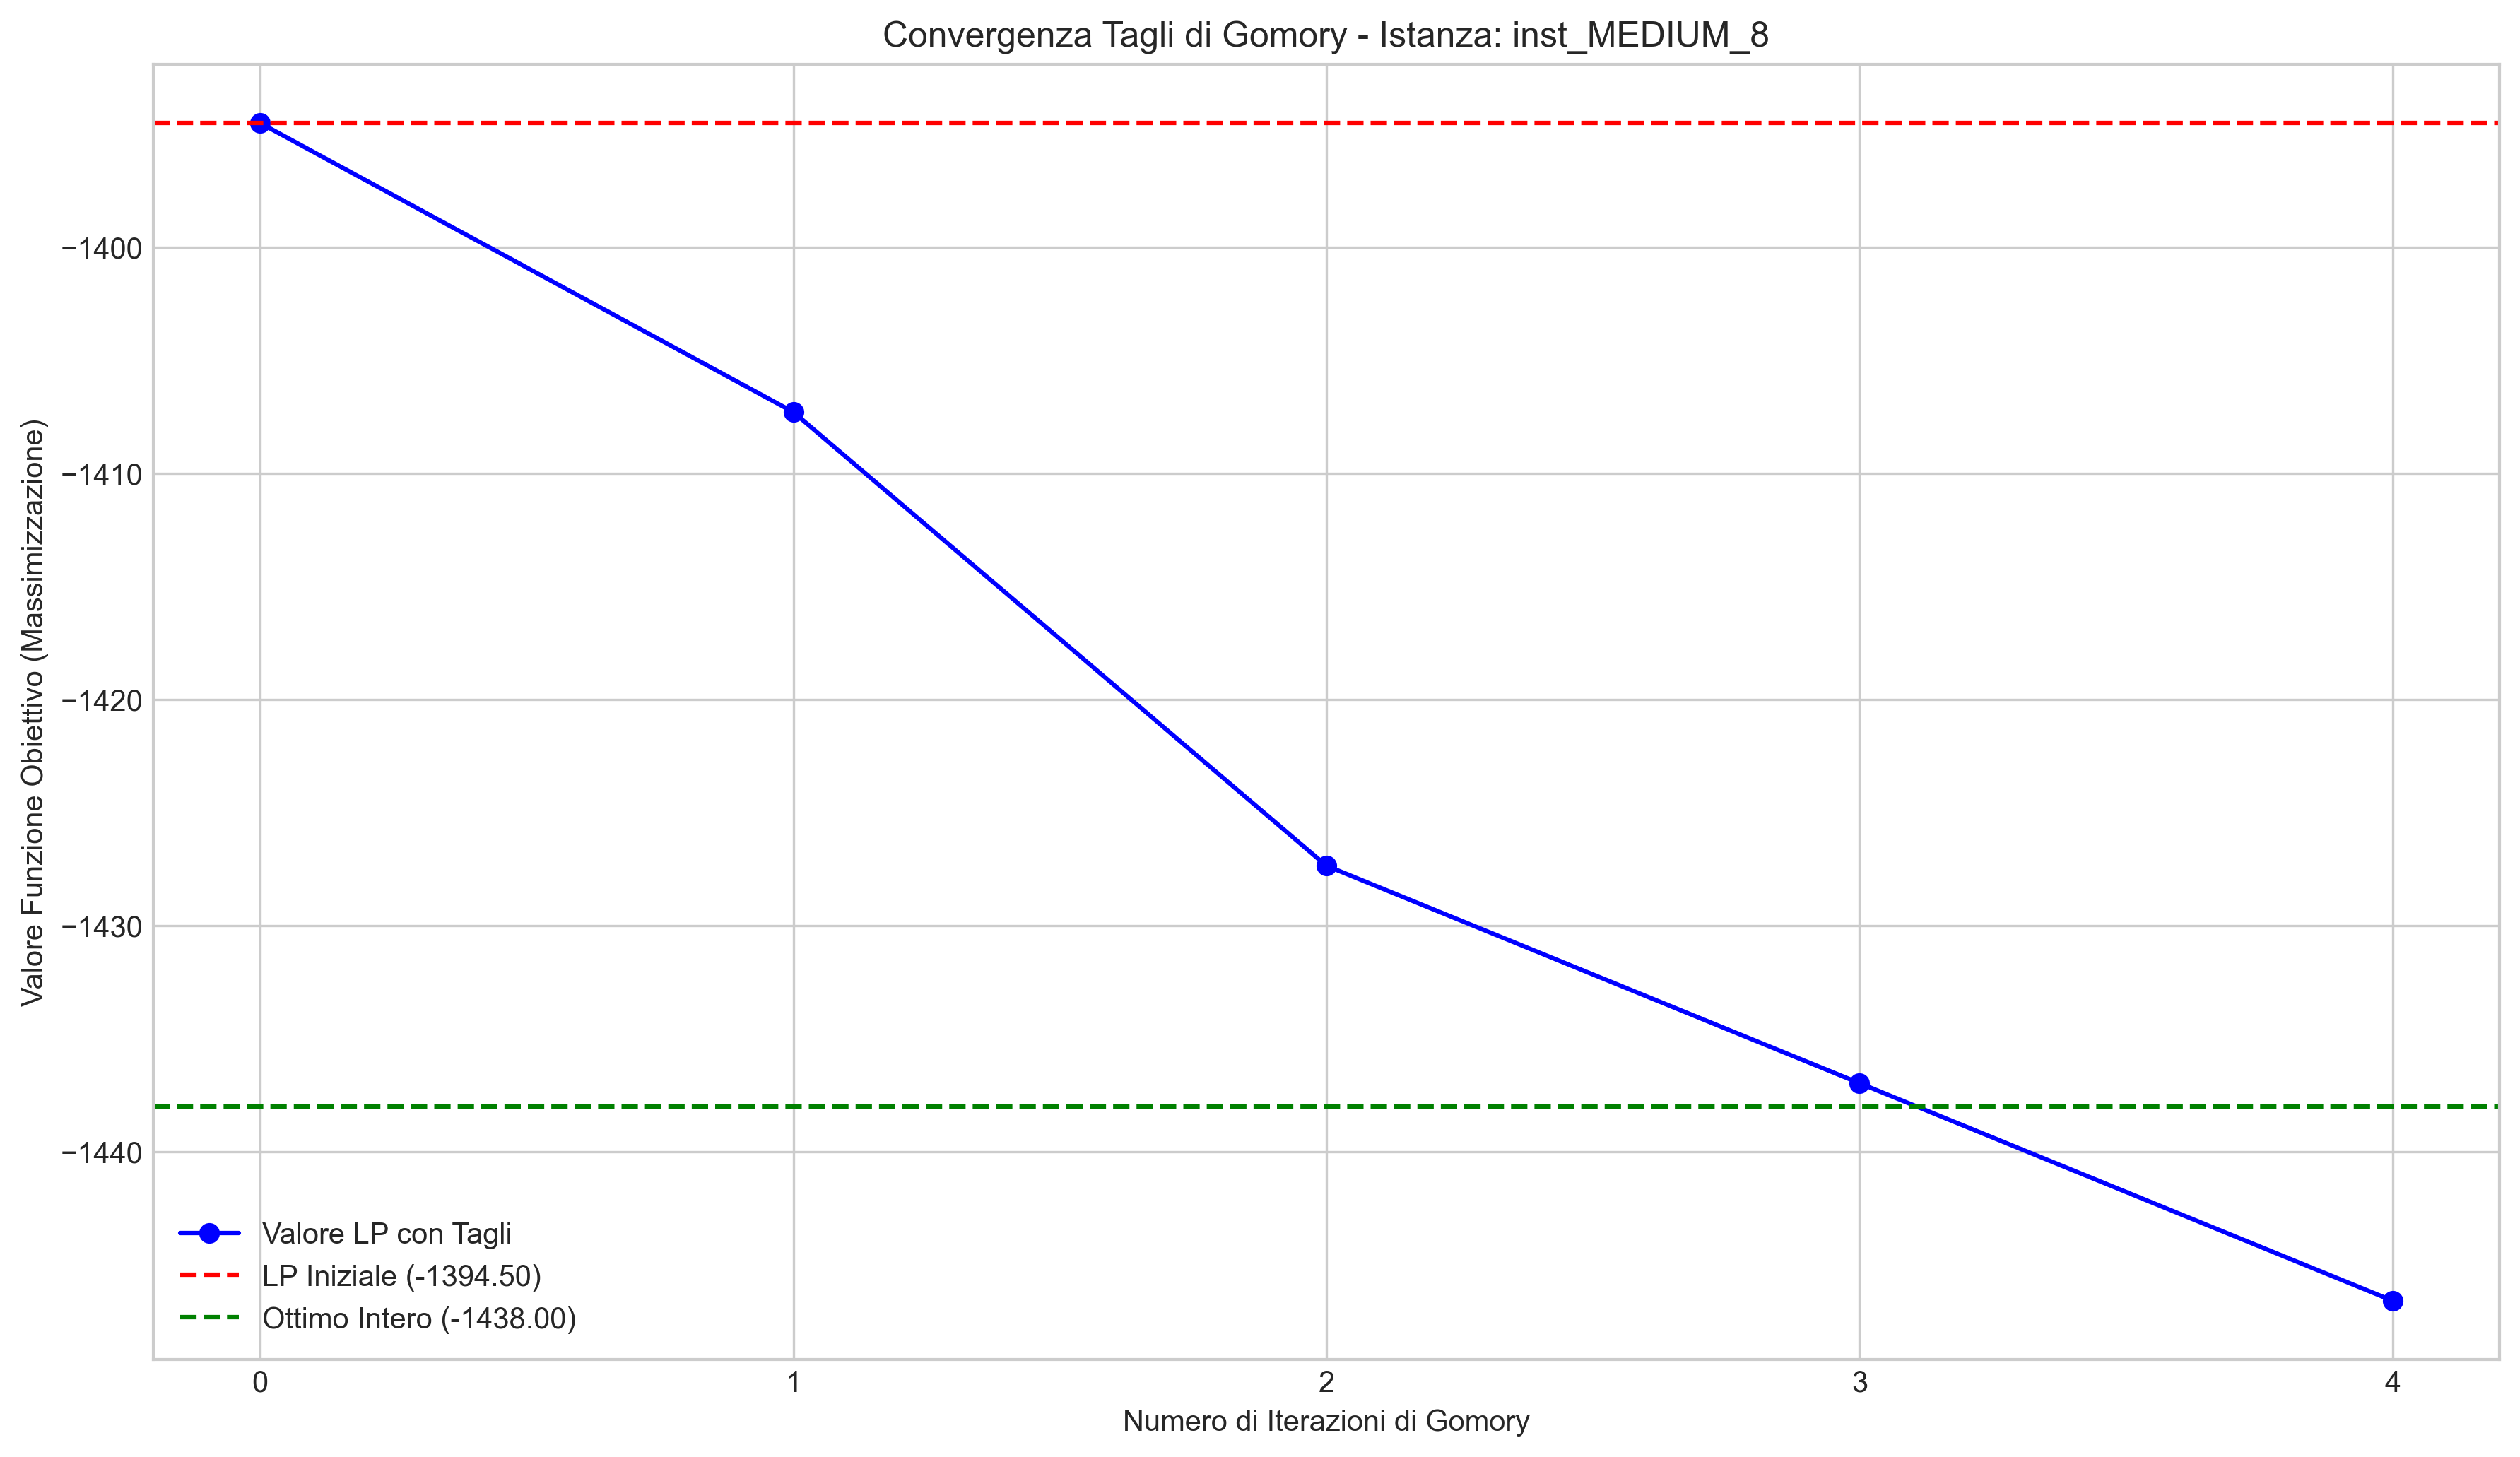 Convergenza Tagli di Gomory - Istanza: inst_MEDIUM_8
Valore Funzione Obiettivo (Massimizzazione)
−1400
−1410
−1420
−1430
−1440
Valore LP con Tagli
LP Iniziale (-1394.50)
Ottimo Intero (-1438.00)
0 1 2 3 4
Numero di Iterazioni di Gomory